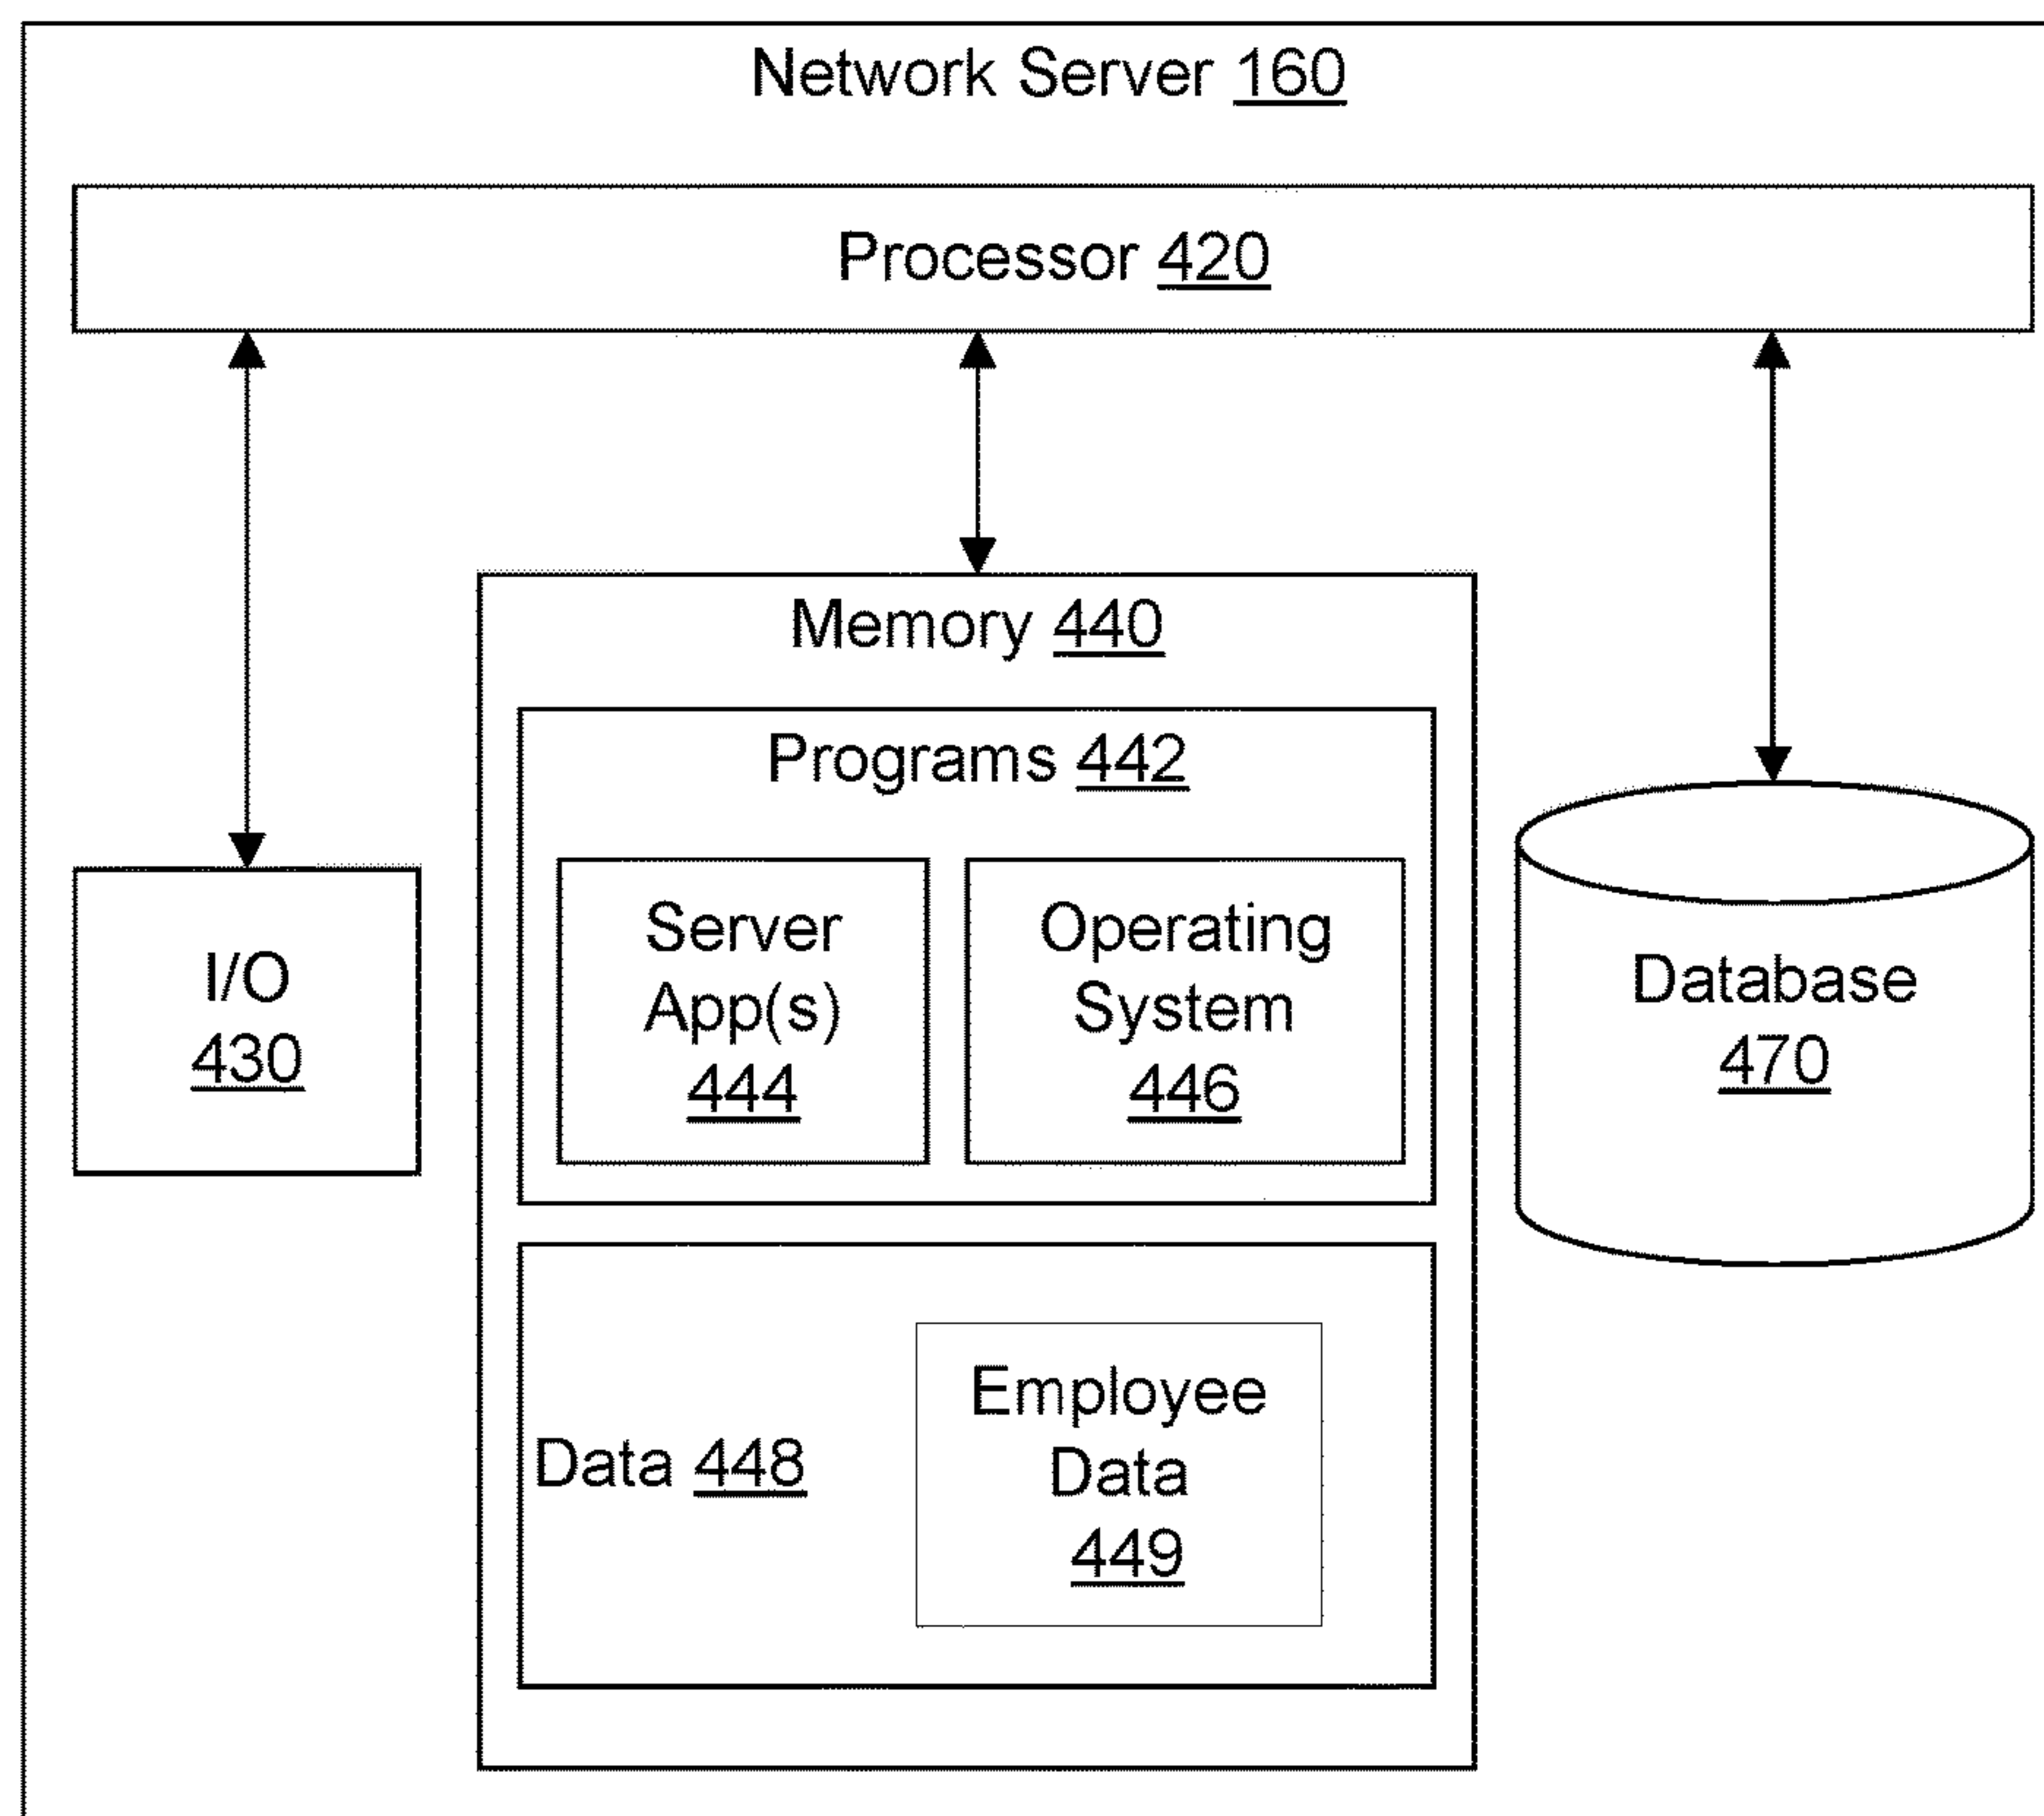 Network Server 160
Processor 420
Memory 440
Programs 442
Server
App(s)
444
Operating
System
446
I/O
430
Database
470
Data 448
Employee
Data
449